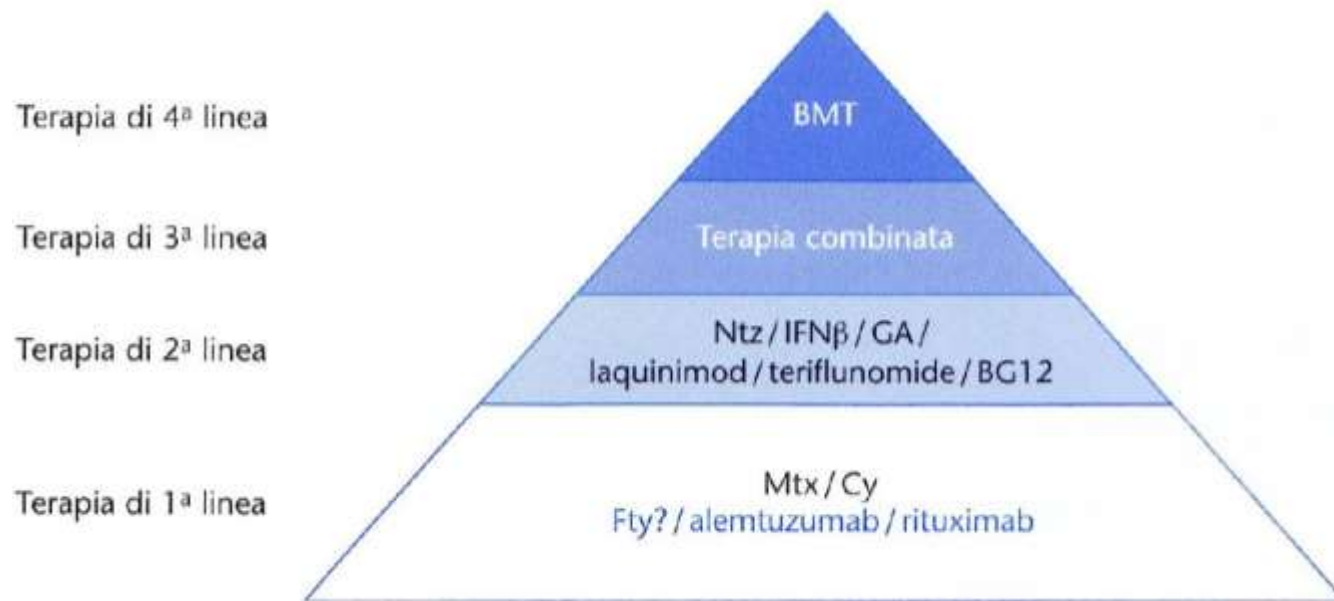 Terapia di 4ª linea
BMT
Terapia di 3ª linea
Terapia combinata
Terapia di 2ª linea
Ntz / IFNβ / GA /
laquinimod / teriflunomide / BG12
Terapia di 1ª linea
Mtx / Cy
Fty? / alemtuzumab / rituximab